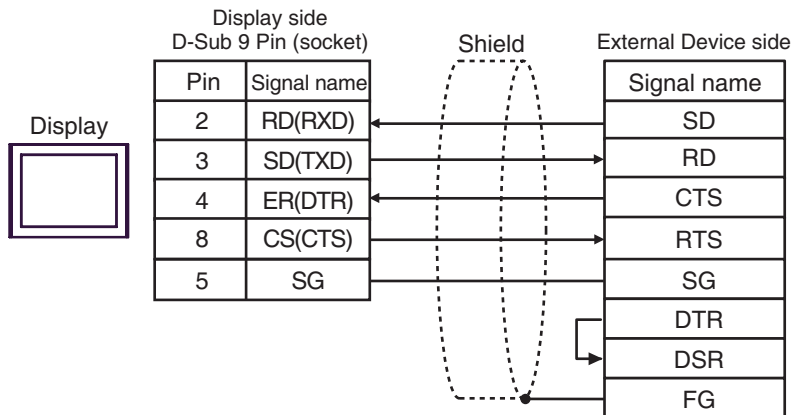 Display side
D-Sub 9 Pin (socket)
Shield
External Device side
Pin
Signal name
Signal name
Display
2
RD(RXD)
SD
3
SD(TXD)
RD
4
ER(DTR)
CTS
8
CS(CTS)
RTS
5
SG
SG
DTR
DSR
FG